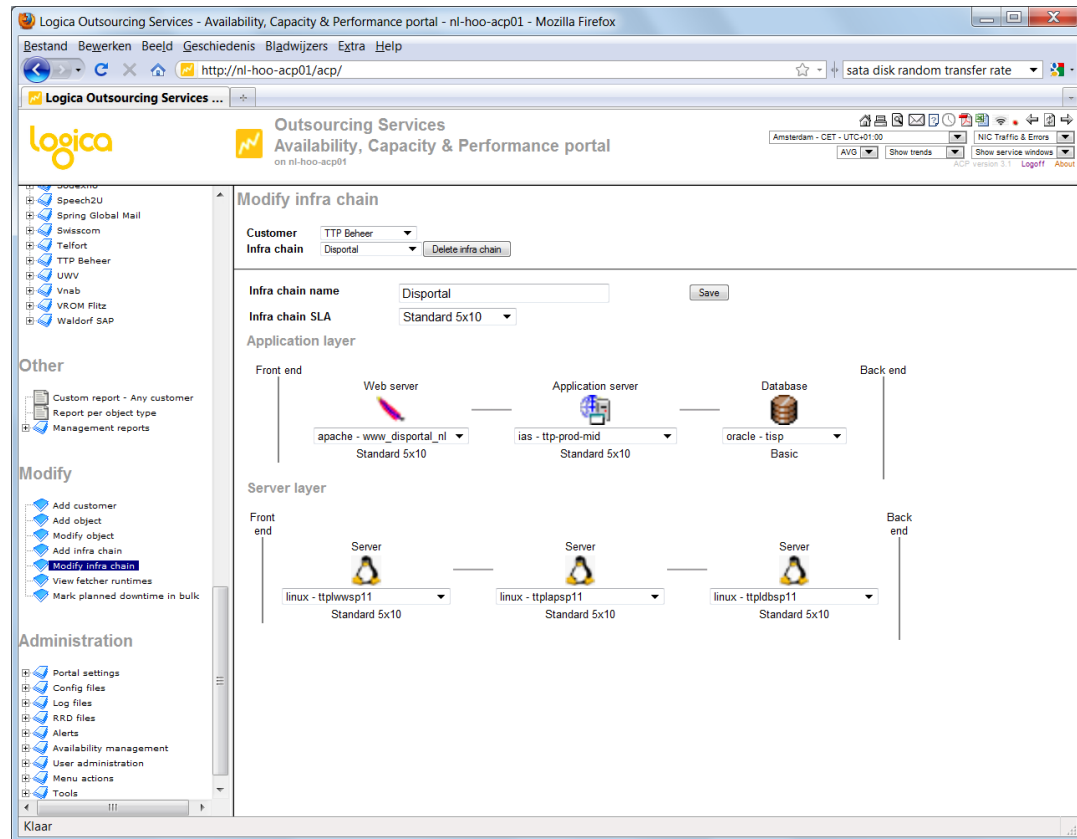 Logica Outsourcing Services - Availability, Capacity & Performance portal - nl-hoo-acp01 - Mozilla Firefox
Bestand Bewerken Beeld Geschiedenis Bladwijzers Extra Help
http://nl-hoo-acp01/acp/
sata disk random transfer rate
Logica Outsourcing Services ...
logica
Outsourcing Services
Availability, Capacity & Performance portal
on nl-hoo-acp01
Amsterdam - CET - UTC+01:00 NIC Traffic & Errors
AVG Show trends Show service windows
ACP version 3.1 Logoff About
Sodexho
Speech2U
Spring Global Mail
Swisscom
Telfort
TTP Beheer
UWV
Vnab
VROM Flitz
Waldorf SAP
Other
Custom report - Any customer
Report per object type
Management reports
Modify
Add customer
Add object
Modify object
Add infra chain
Modify infra chain
View fetcher runtimes
Mark planned downtime in bulk
Administration
Portal settings
Config files
Log files
RRD files
Alerts
Availability management
User administration
Menu actions
Tools
Modify infra chain
Customer TTP Beheer
Infra chain Disportal Delete infra chain
Infra chain name Disportal Save
Infra chain SLA Standard 5x10
Application layer
Front end Back end
Web server Application server Database
apache - www_disportal_nl ias - ttp-prod-mid oracle - tisp
Standard 5x10 Standard 5x10 Basic
Server layer
Front end Back end
Server Server Server
linux - ttplwwsp11 linux - ttplapsp11 linux - ttpldbsp11
Standard 5x10 Standard 5x10 Standard 5x10
Klaar